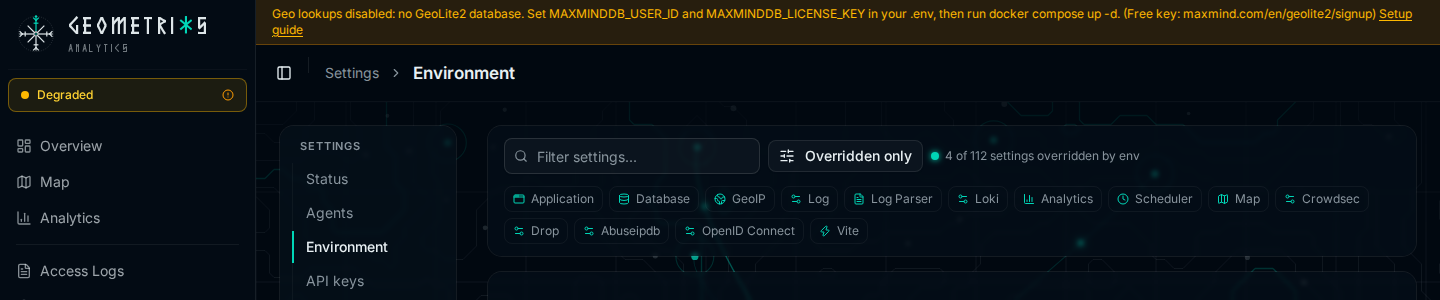 GEOMETRIKS
ANALYTICS
Geo lookups disabled: no GeoLite2 database. Set MAXMINDDB_USER_ID and MAXMINDDB_LICENSE_KEY in your .env, then run docker compose up -d. (Free key: maxmind.com/en/geolite2/signup) Setup
guide
Degraded
Settings > Environment
Overview
Map
Analytics
Access Logs
SETTINGS
Status
Agents
Environment
API keys
Filter settings...
Overridden only
4 of 112 settings overridden by env
Application Database GeoIP Log Log Parser Loki Analytics Scheduler Map Crowdsec
Drop Abuseipdb OpenID Connect Vite